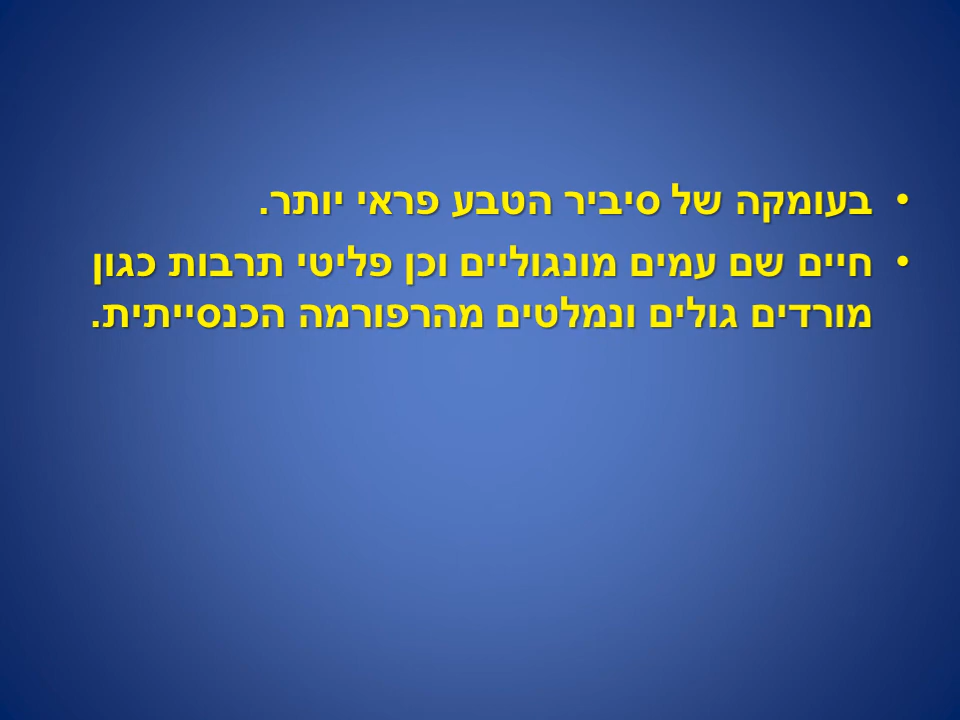 • בעומקה של סיביר הטבע פראי יותר.
• חיים שם עמים מונגוליים וכן פליטי תרבות כגון
מורדים גולים ונמלטים מהרפורמה הכנסייתית.